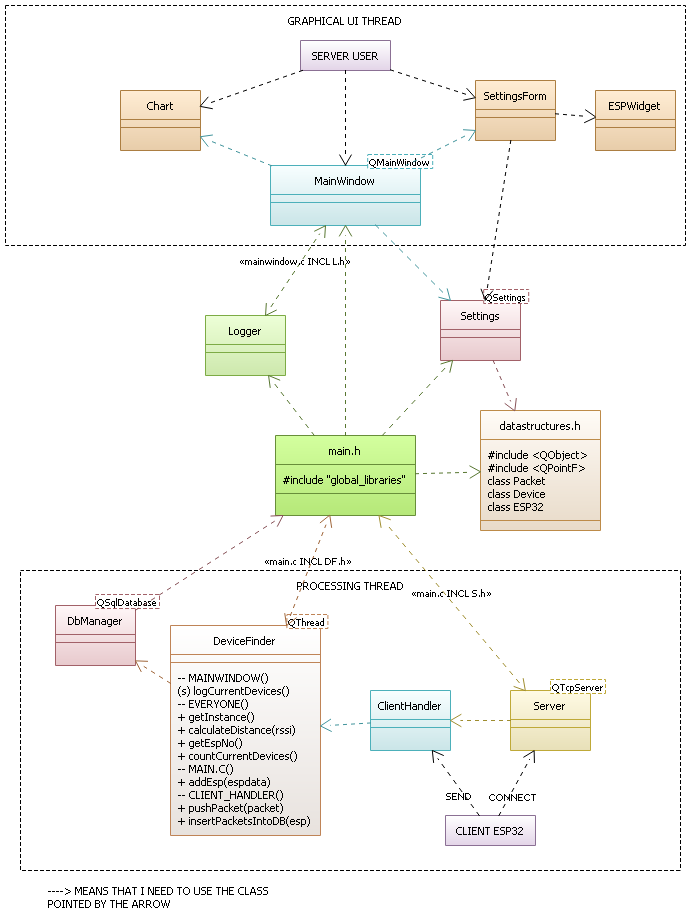 GRAPHICAL UI THREAD
SERVER USER
Chart
SettingsForm
ESPWidget
QMainWindow
MainWindow
«mainwindow.c INCL L.h»
QSettings
Logger
Settings
datastructures.h
#include <QObject>
#include <QPointF>
class Packet
class Device
class ESP32
main.h
#include "global_libraries"
«main.c INCL DF.h»
PROCESSING THREAD
«main.c INCL S.h»
QSqlDatabase
DbManager
QThread
DeviceFinder
-- MAINWINDOW()
(s) logCurrentDevices()
-- EVERYONE()
+ getInstance()
+ calculateDistance(rssi)
+ getEspNo()
+ countCurrentDevices()
-- MAIN.C()
+ addEsp(espdata)
-- CLIENT_HANDLER()
+ pushPacket(packet)
+ insertPacketsIntoDB(esp)
QTcpServer
ClientHandler
Server
SEND
CONNECT
CLIENT ESP32
----> MEANS THAT I NEED TO USE THE CLASS
POINTED BY THE ARROW